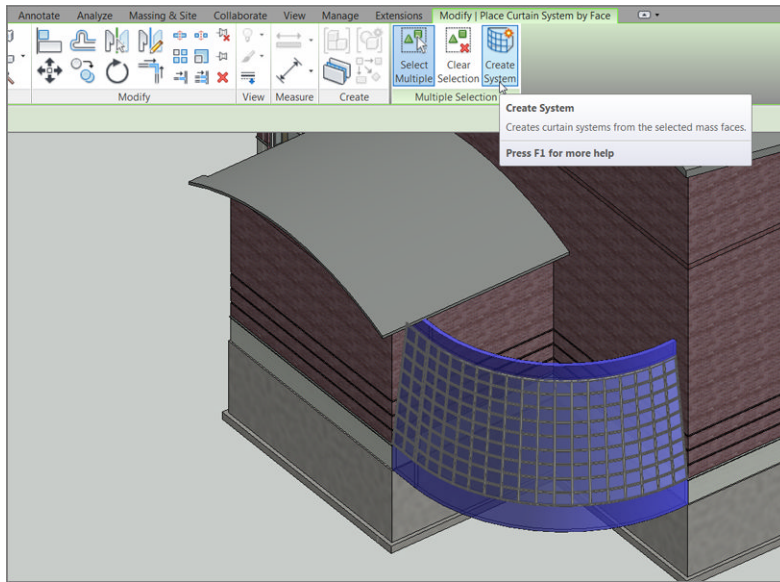 Annotate Analyze Massing & Site Collaborate View Manage Extensions Modify | Place Curtain System by Face
Select Multiple
Clear Selection
Create System
Modify View Measure Create Multiple Selection
Create System
Creates curtain systems from the selected mass faces.
Press F1 for more help